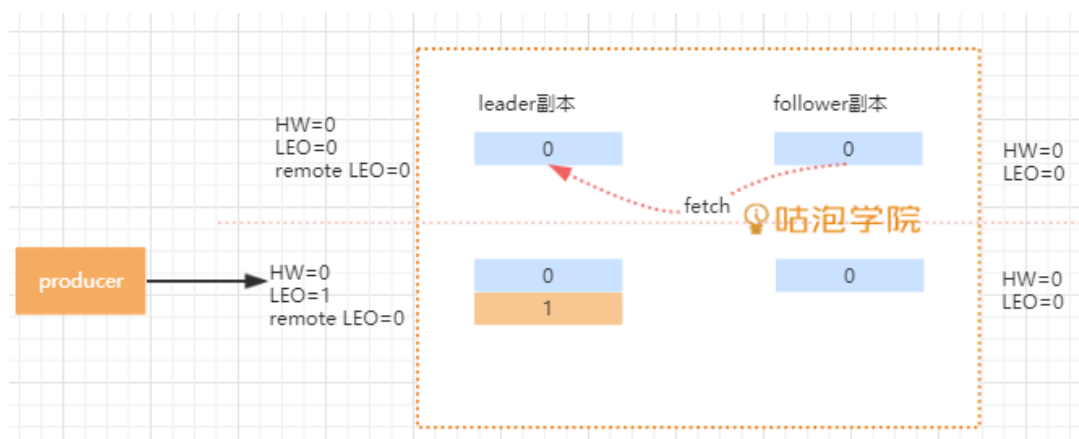 leader副本
follower副本
HW=0
LEO=0
remote LEO=0
0
0
HW=0
LEO=0
fetch
咕泡学院
producer
HW=0
LEO=1
remote LEO=0
0
1
0
HW=0
LEO=0